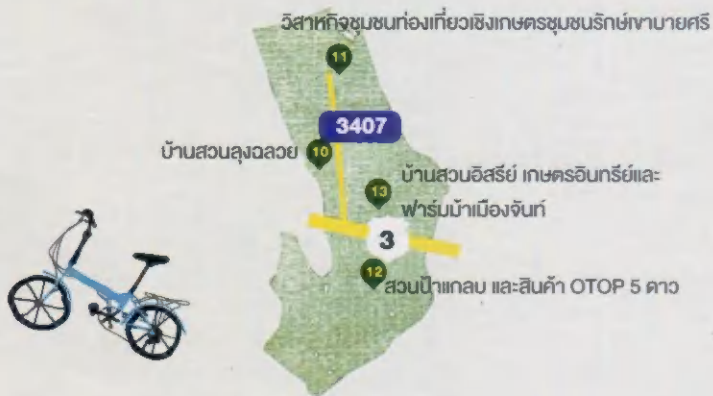 วิสาหกิจชุมชนท่องเที่ยวเชิงเกษตรชุมชนรักษ์เขาบายศรี
11
3407
บ้านสวนลุงฉลวย 10
13 บ้านสวนอิสรีย์ เกษตรอินทรีย์และ
ฟาร์มม้าเมืองจันท์
3
12 สวนป้าแกลบ และสินค้า OTOP 5 ดาว